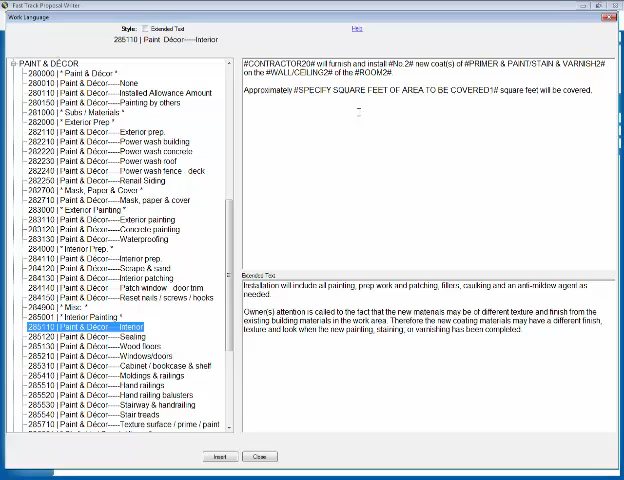 Fast Track Proposal Writer
Work Language
Style: Extended Text
Help
285110 | Paint Décor----Interior
PAINT & DÉCOR
280000 | * Paint & Décor *
280010 | Paint & Décor----None
280110 | Paint & Décor----Installed Allowance Amount
280150 | Paint & Décor----Painting by others
281000 | * Subs / Materials *
282000 | * Exterior Prep *
282110 | Paint & Décor----Exterior prep.
282210 | Paint & Décor----Power wash building
282220 | Paint & Décor----Power wash concrete
282230 | Paint & Décor----Power wash roof
282240 | Paint & Décor----Power wash fence - deck
282250 | Paint & Décor----Renail Siding
282700 | * Mask, Paper & Cover *
282710 | Paint & Décor----Mask, paper & cover
283000 | * Exterior Painting *
283110 | Paint & Décor----Exterior painting
283120 | Paint & Décor----Concrete painting
283130 | Paint & Décor----Waterproofing
284000 | * Interior Prep. *
284110 | Paint & Décor----Interior prep.
284120 | Paint & Décor----Scrape & sand
284130 | Paint & Décor----Interior patching
284140 | Paint & Décor----Patch window - door trim
284150 | Paint & Décor----Reset nails / screws / hooks
284900 | * Misc. *
285001 | * Interior Painting *
285110 | Paint & Décor----Interior
285120 | Paint & Décor----Sealing
285130 | Paint & Décor----Wood floors
285210 | Paint & Décor----Windows/doors
285310 | Paint & Décor----Cabinet / bookcase & shelf
285410 | Paint & Décor----Moldings & railings
285510 | Paint & Décor----Hand railings
285520 | Paint & Décor----Hand railing balusters
285530 | Paint & Décor----Stairway & handrailing
285540 | Paint & Décor----Stair treads
285710 | Paint & Décor----Texture surface / prime / paint
#CONTRACTOR20# will furnish and install #No.2# new coat(s) of #PRIMER & PAINT/STAIN & VARNISH2#
on the #WALL/CEILING2# of the #ROOM2#.
Approximately #SPECIFY SQUARE FEET OF AREA TO BE COVERED1# square feet will be covered.
Extended Text
Installation will include all painting, prep work and patching, fillers, caulking and an anti-mildew agent as
needed.
Owner(s) attention is called to the fact that the new materials may be of different texture and finish from the
existing building materials in the work area. Therefore the new coating materials may have a different finish,
texture and look when the new painting, staining, or varnishing has been completed.
Insert
Close